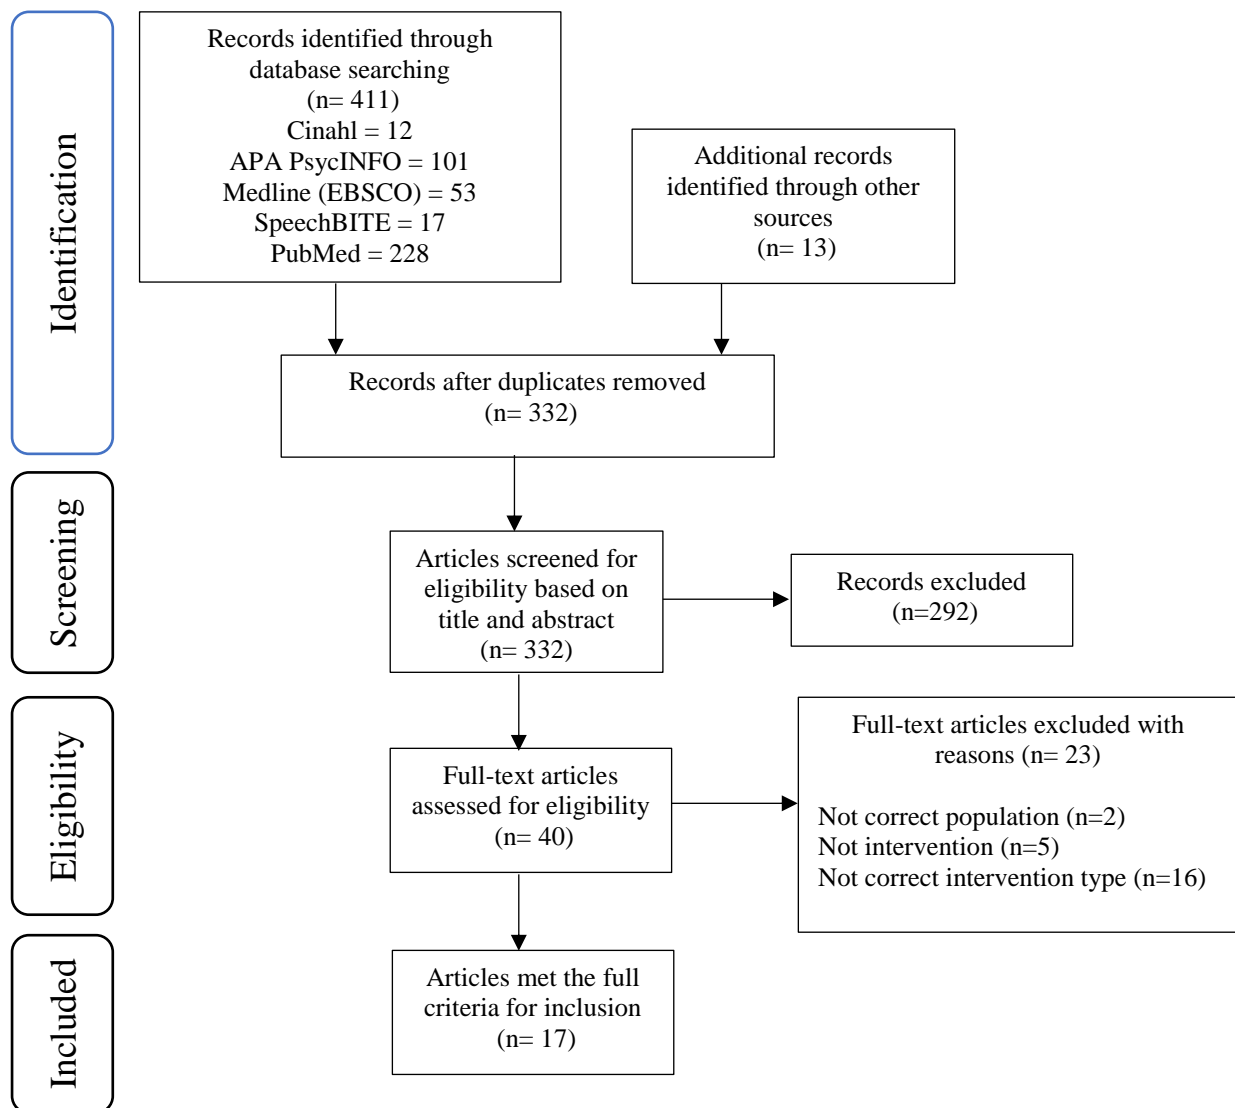 Identification
Records identified through
database searching
(n= 411)
Cinahl = 12
APA PsycINFO = 101
Medline (EBSCO) = 53
SpeechBITE = 17
PubMed = 228
Additional records
identified through other
sources
(n= 13)
Records after duplicates removed
(n= 332)
Screening
Articles screened for
eligibility based on
title and abstract
(n= 332)
Records excluded
(n=292)
Eligibility
Full-text articles
assessed for eligibility
(n= 40)
Full-text articles excluded with
reasons (n= 23)
Not correct population (n=2)
Not intervention (n=5)
Not correct intervention type (n=16)
Included
Articles met the full
criteria for inclusion
(n= 17)